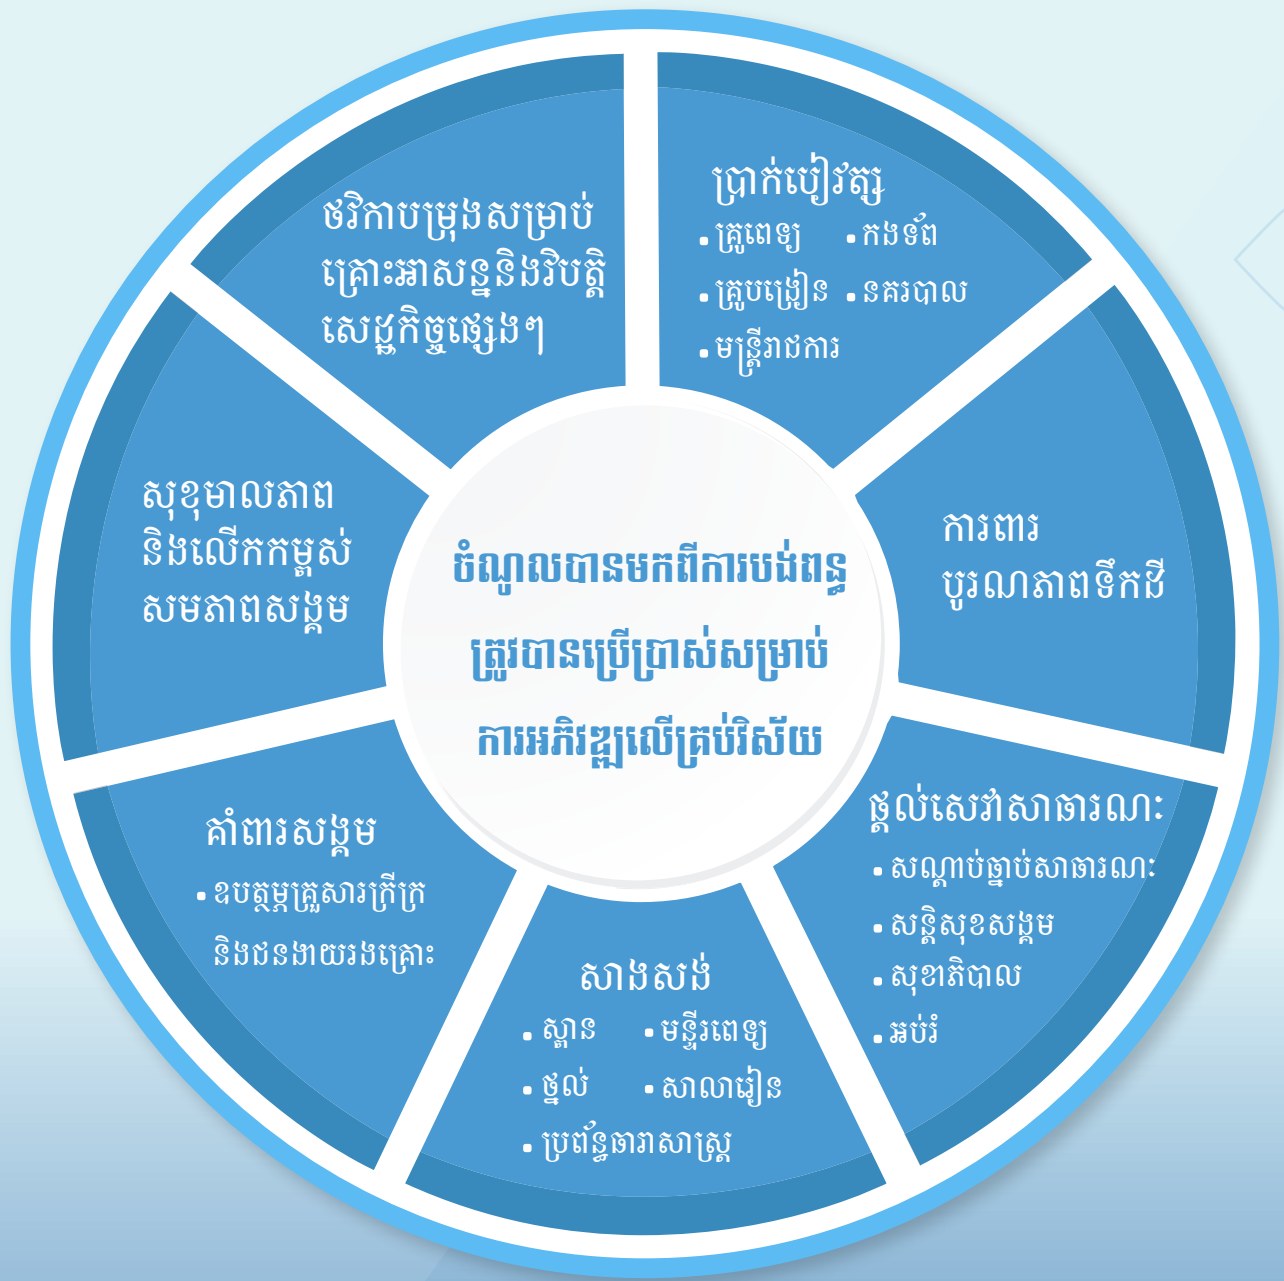 ចំណូលបានមកពីការបង់ពន្ធ
ត្រូវបានប្រើប្រាស់សម្រាប់
ការអភិវឌ្ឍលើគ្រប់វិស័យ
ប្រាក់បៀវត្ស
▪ គ្រូពេទ្យ ▪ កងទ័ព
▪ គ្រូបង្រៀន ▪ នគរបាល
▪ មន្ត្រីរាជការ
ការពារ
បូរណភាពទឹកដី
ផ្តល់សេវាសាធារណៈ
▪ សណ្តាប់ធ្នាប់សាធារណៈ
▪ សន្តិសុខសង្គម
▪ សុខាភិបាល
▪ អប់រំ
សាងសង់
▪ ស្ពាន ▪ មន្ទីរពេទ្យ
▪ ថ្នល់ ▪ សាលារៀន
▪ ប្រព័ន្ធធារាសាស្ត្រ
គាំពារសង្គម
▪ ឧបត្ថម្ភគ្រួសារក្រីក្រ
និងជនងាយរងគ្រោះ
សុខុមាលភាព
និងលើកកម្ពស់
សមភាពសង្គម
ថវិកាបម្រុងសម្រាប់
គ្រោះអាសន្ននិងវិបត្តិ
សេដ្ឋកិច្ចផ្សេងៗ